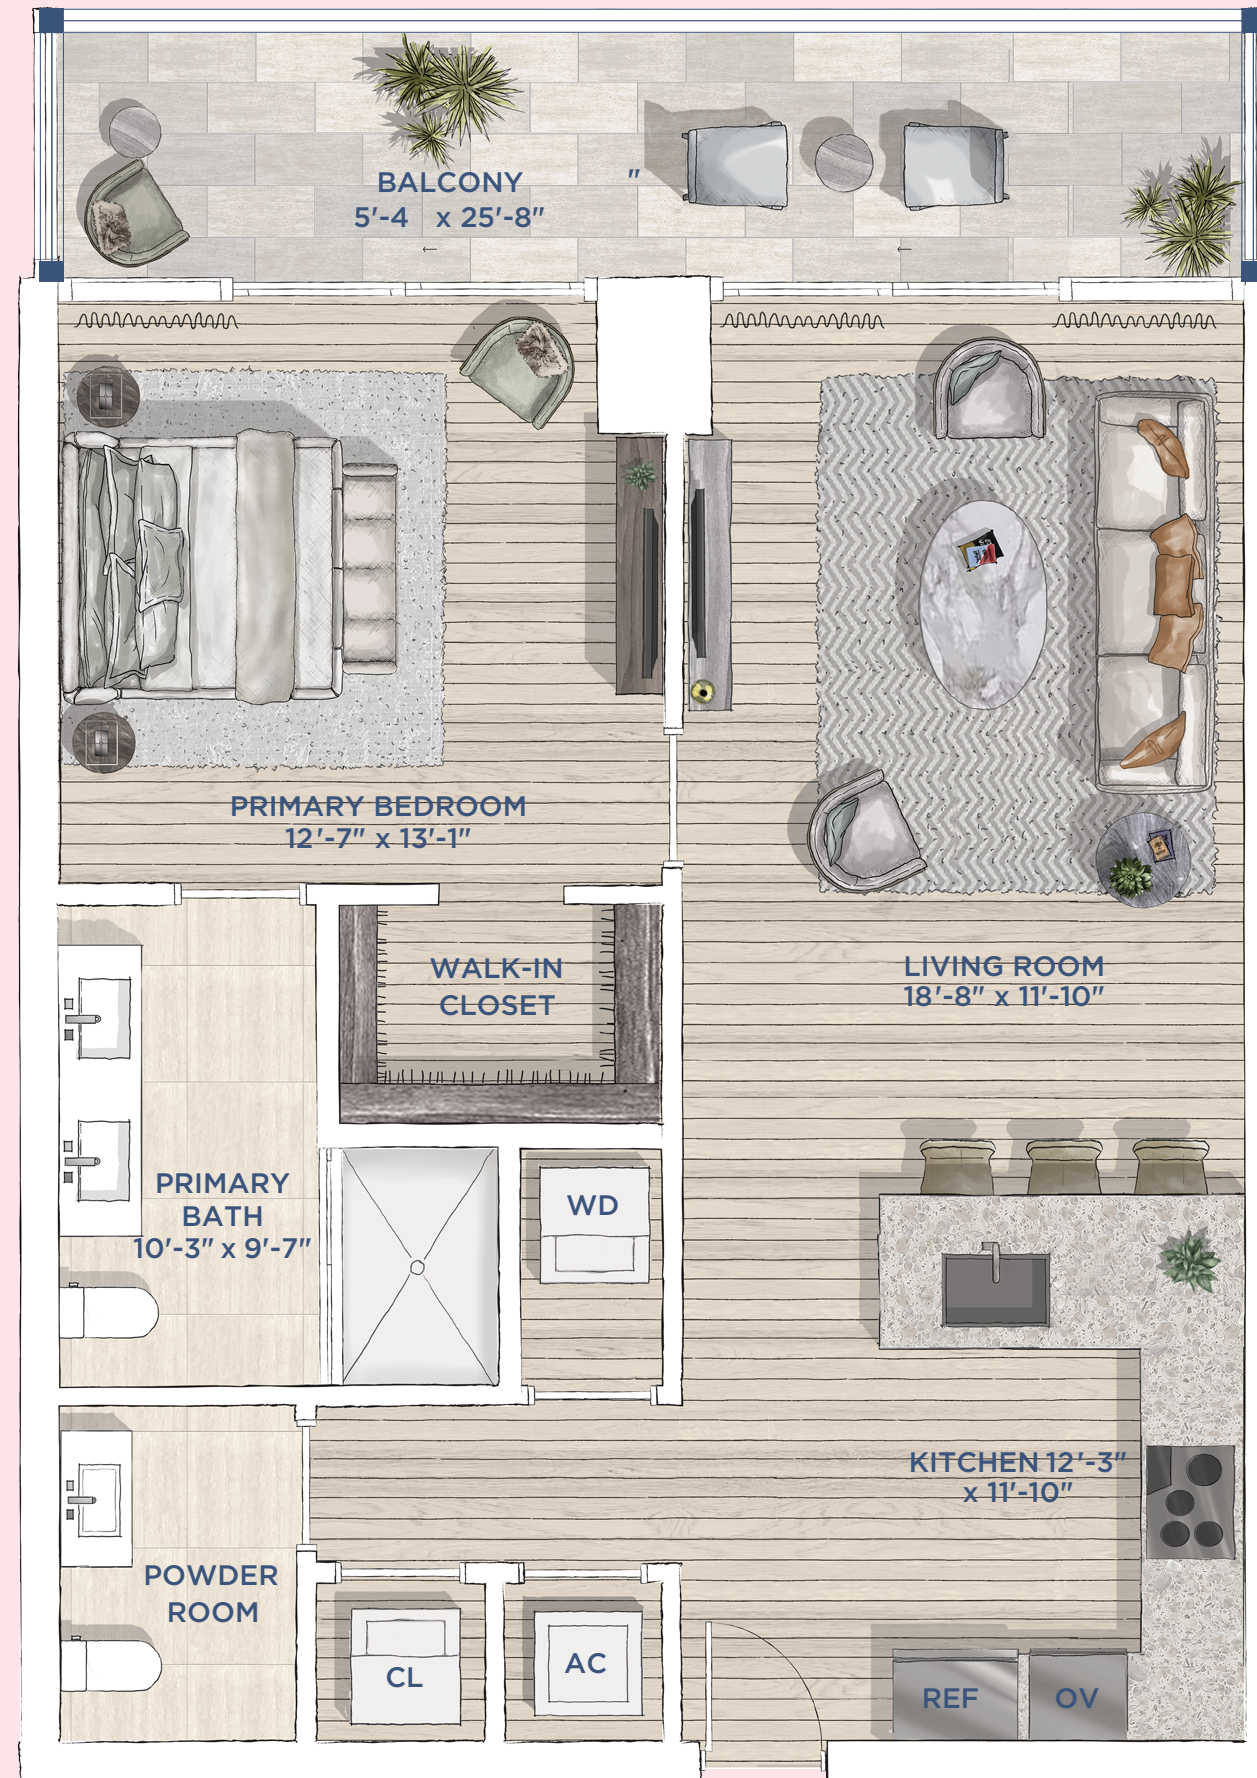 BALCONY "
5'-4 x 25'-8"
PRIMARY BEDROOM
12'-7" x 13'-1"
WALK-IN
CLOSET
LIVING ROOM
18'-8" x 11'-10"
PRIMARY
BATH
10'-3" x 9'-7"
WD
KITCHEN 12'-3"
x 11'-10"
POWDER
ROOM
CL
AC
REF
OV